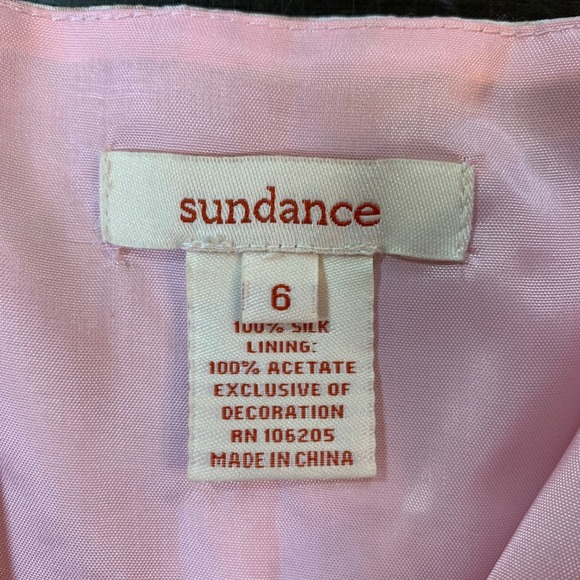 sundance
6
100% SILK
LINING:
100% ACETATE
EXCLUSIVE OF
DECORATION
RN 106205
MADE IN CHINA